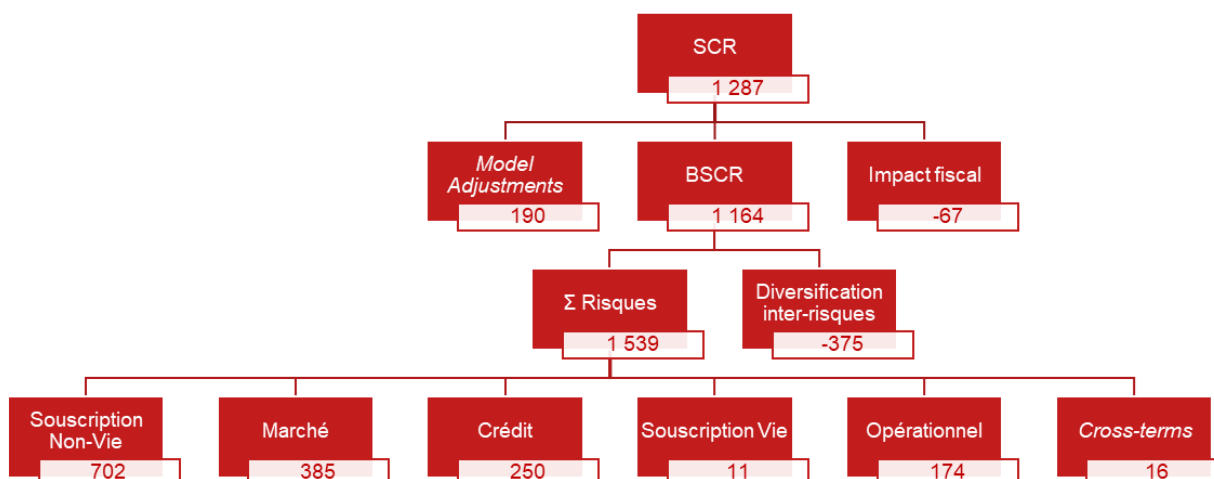 SCR
1 287
Model
Adjustments
190
BSCR
1 164
Impact fiscal
-67
Σ Risques
1 539
Diversification
inter-risques
-375
Souscription
Non-Vie
702
Marché
385
Crédit
250
Souscription Vie
11
Opérationnel
174
Cross-terms
16